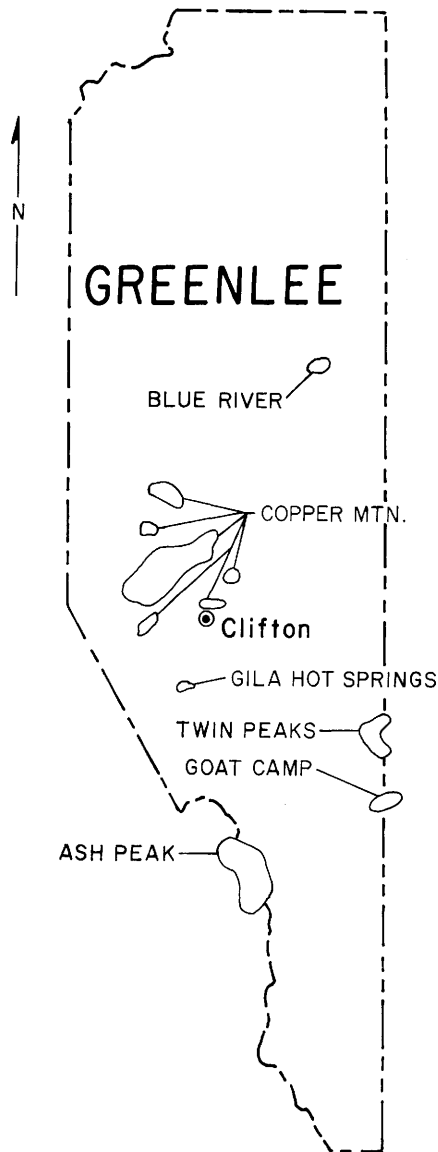 N
GREENLEE
BLUE RIVER
COPPER MTN.
Clifton
GILA HOT SPRINGS
TWIN PEAKS
GOAT CAMP
ASH PEAK